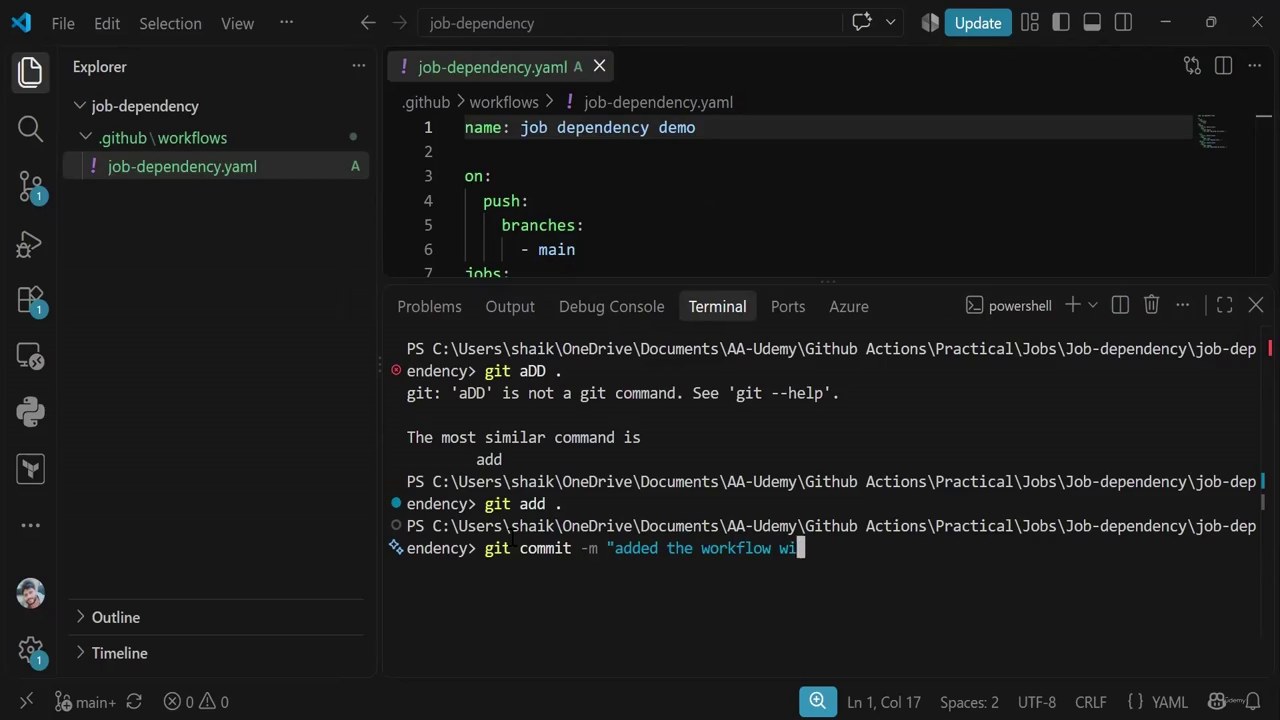 File Edit Selection View ··· job-dependency Update
Explorer ···
job-dependency
.github\workflows
! job-dependency.yaml A
Outline
Timeline
! job-dependency.yaml A
.github > workflows > ! job-dependency.yaml
1 name: job dependency demo
2
3 on:
4 push:
5 branches:
6 - main
7 jobs:
Problems Output Debug Console Terminal Ports Azure powershell
PS C:\Users\shaik\OneDrive\Documents\AA-Udemy\Github Actions\Practical\Jobs\Job-dependency\job-dep
endency> git aDD .
git: 'aDD' is not a git command. See 'git --help'.
The most similar command is
add
PS C:\Users\shaik\OneDrive\Documents\AA-Udemy\Github Actions\Practical\Jobs\Job-dependency\job-dep
endency> git add .
PS C:\Users\shaik\OneDrive\Documents\AA-Udemy\Github Actions\Practical\Jobs\Job-dependency\job-dep
endency> git commit -m "added the workflow wi
1
1
1
main+ 0 0 Ln 1, Col 17 Spaces: 2 UTF-8 CRLF {} YAML Udemy